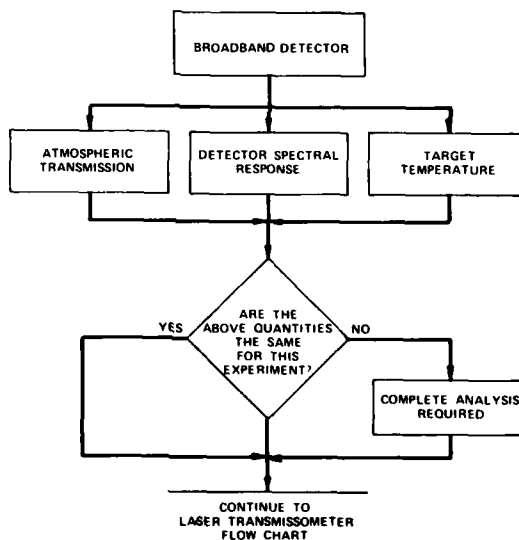 BROADBAND DETECTOR
ATMOSPHERIC
TRANSMISSION
DETECTOR SPECTRAL
RESPONSE
TARGET
TEMPERATURE
ARE THE
ABOVE QUANTITIES
THE SAME
FOR THIS
EXPERIMENT?
YES
NO
COMPLETE ANALYSIS
REQUIRED
CONTINUE TO
LASER TRANSMISSOMETER
FLOW CHART